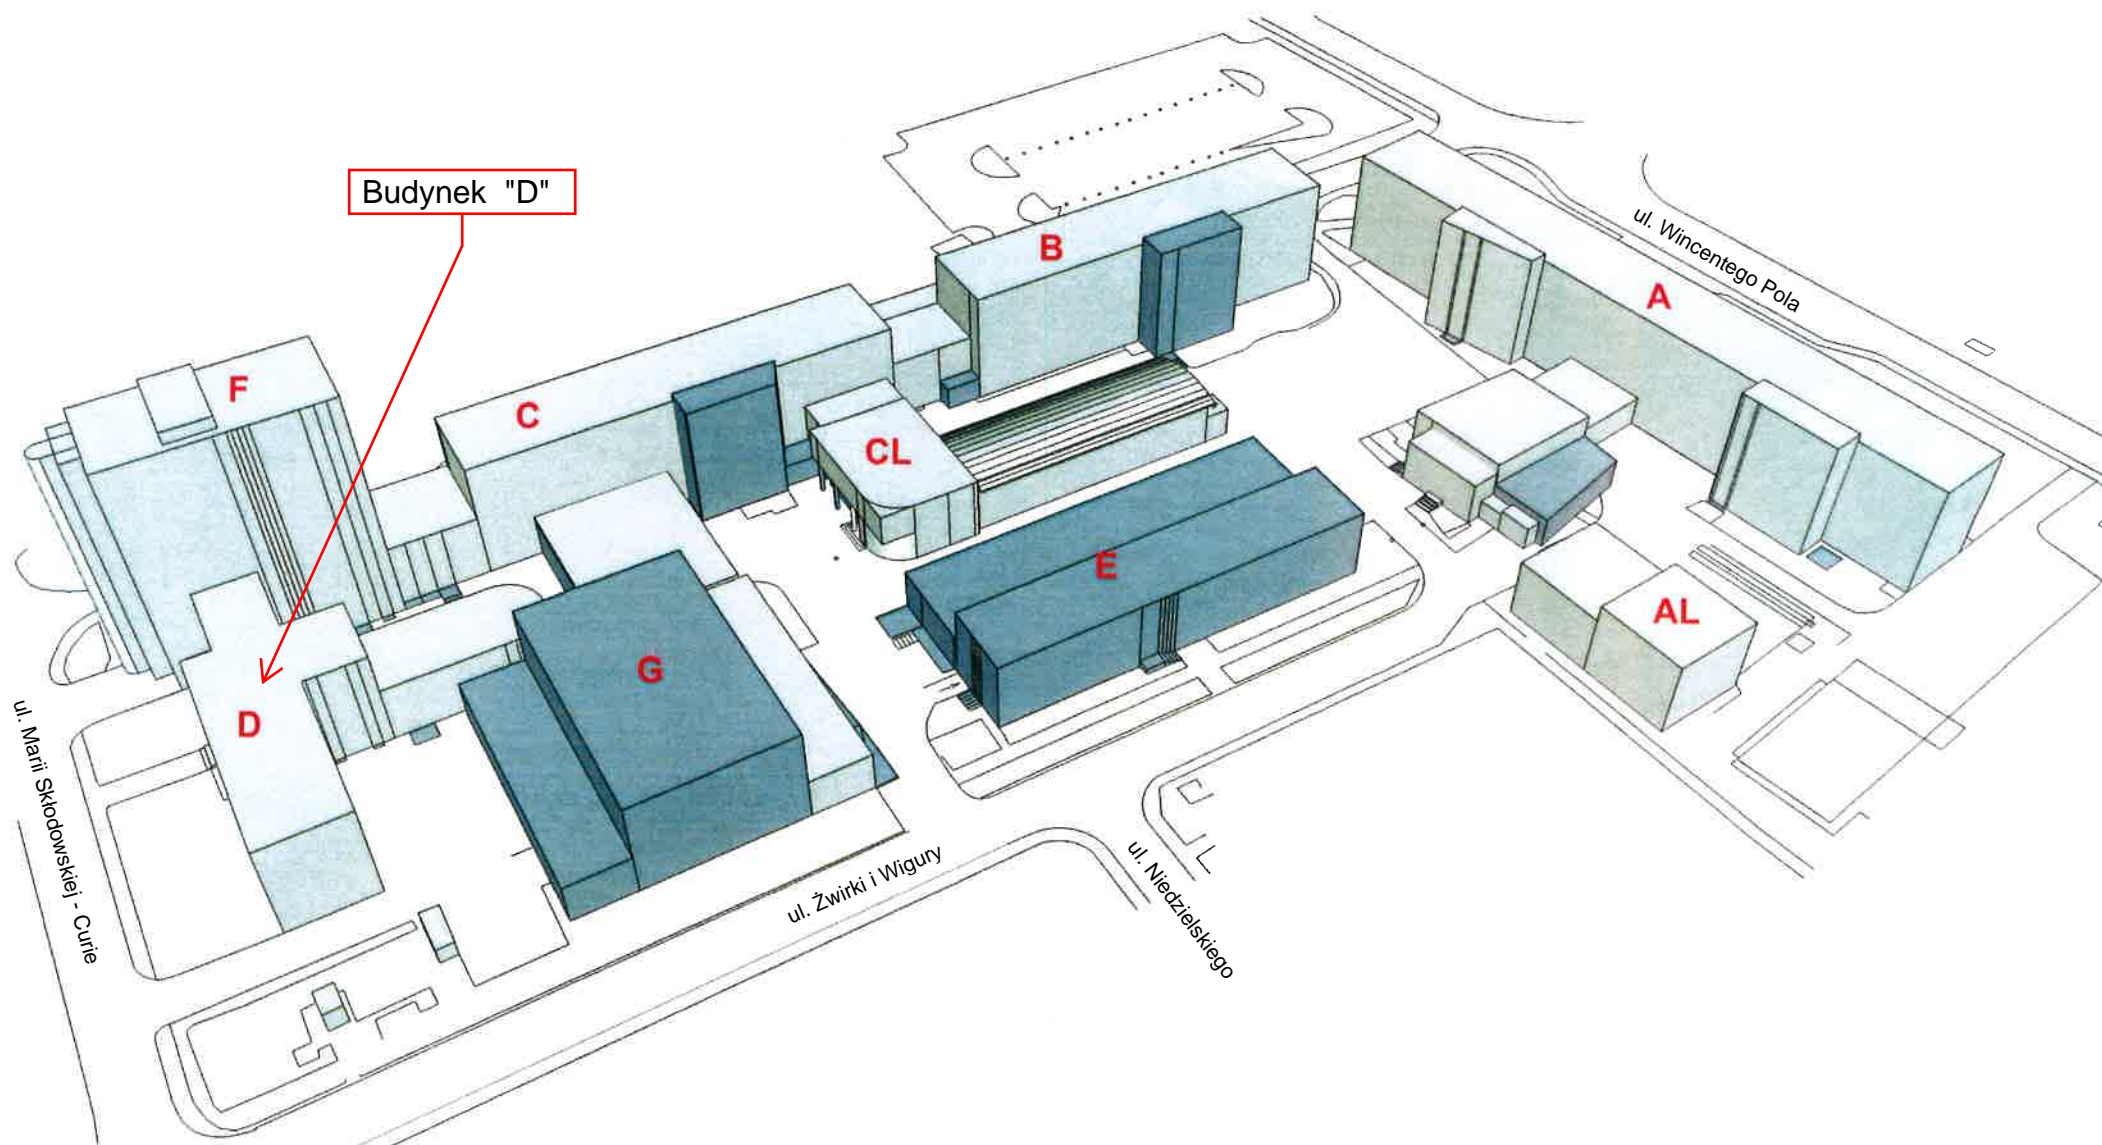 Budynek "D"
ul. Wincentego Pola
B
A
F
C
CL
E
AL
G
D
ul. Marii Skłodowskiej - Curie
ul. Żwirki i Wigury
ul. Niedzielskiego